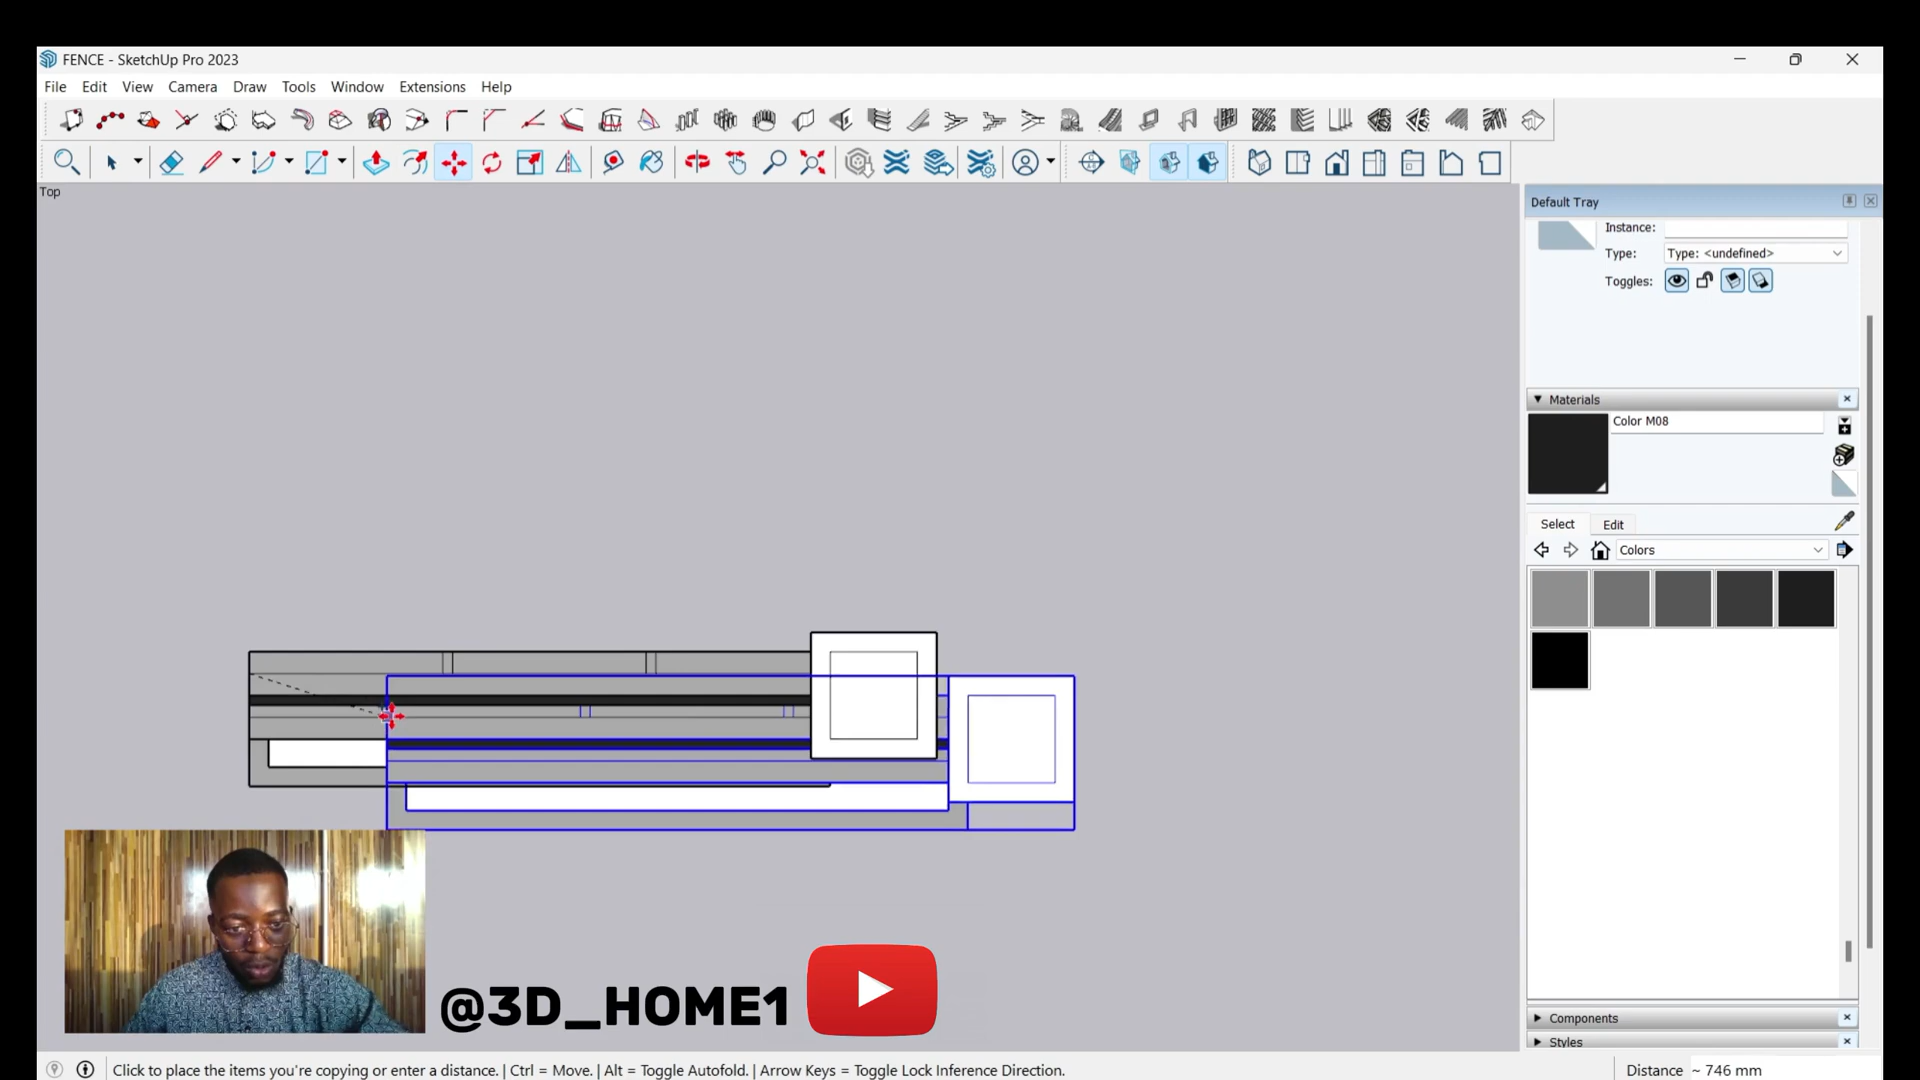 FENCE - SketchUp Pro 2023
File Edit View Camera Draw Tools Window Extensions Help
Top
Default Tray
Instance:
Type: Type: <undefined>
Toggles:
Materials
Color M08
Select Edit
Colors
@3D_HOME1
Components
Styles
Click to place the items you're copying or enter a distance. | Ctrl = Move. | Alt = Toggle Autofold. | Arrow Keys = Toggle Lock Inference Direction.
Distance ~ 746 mm